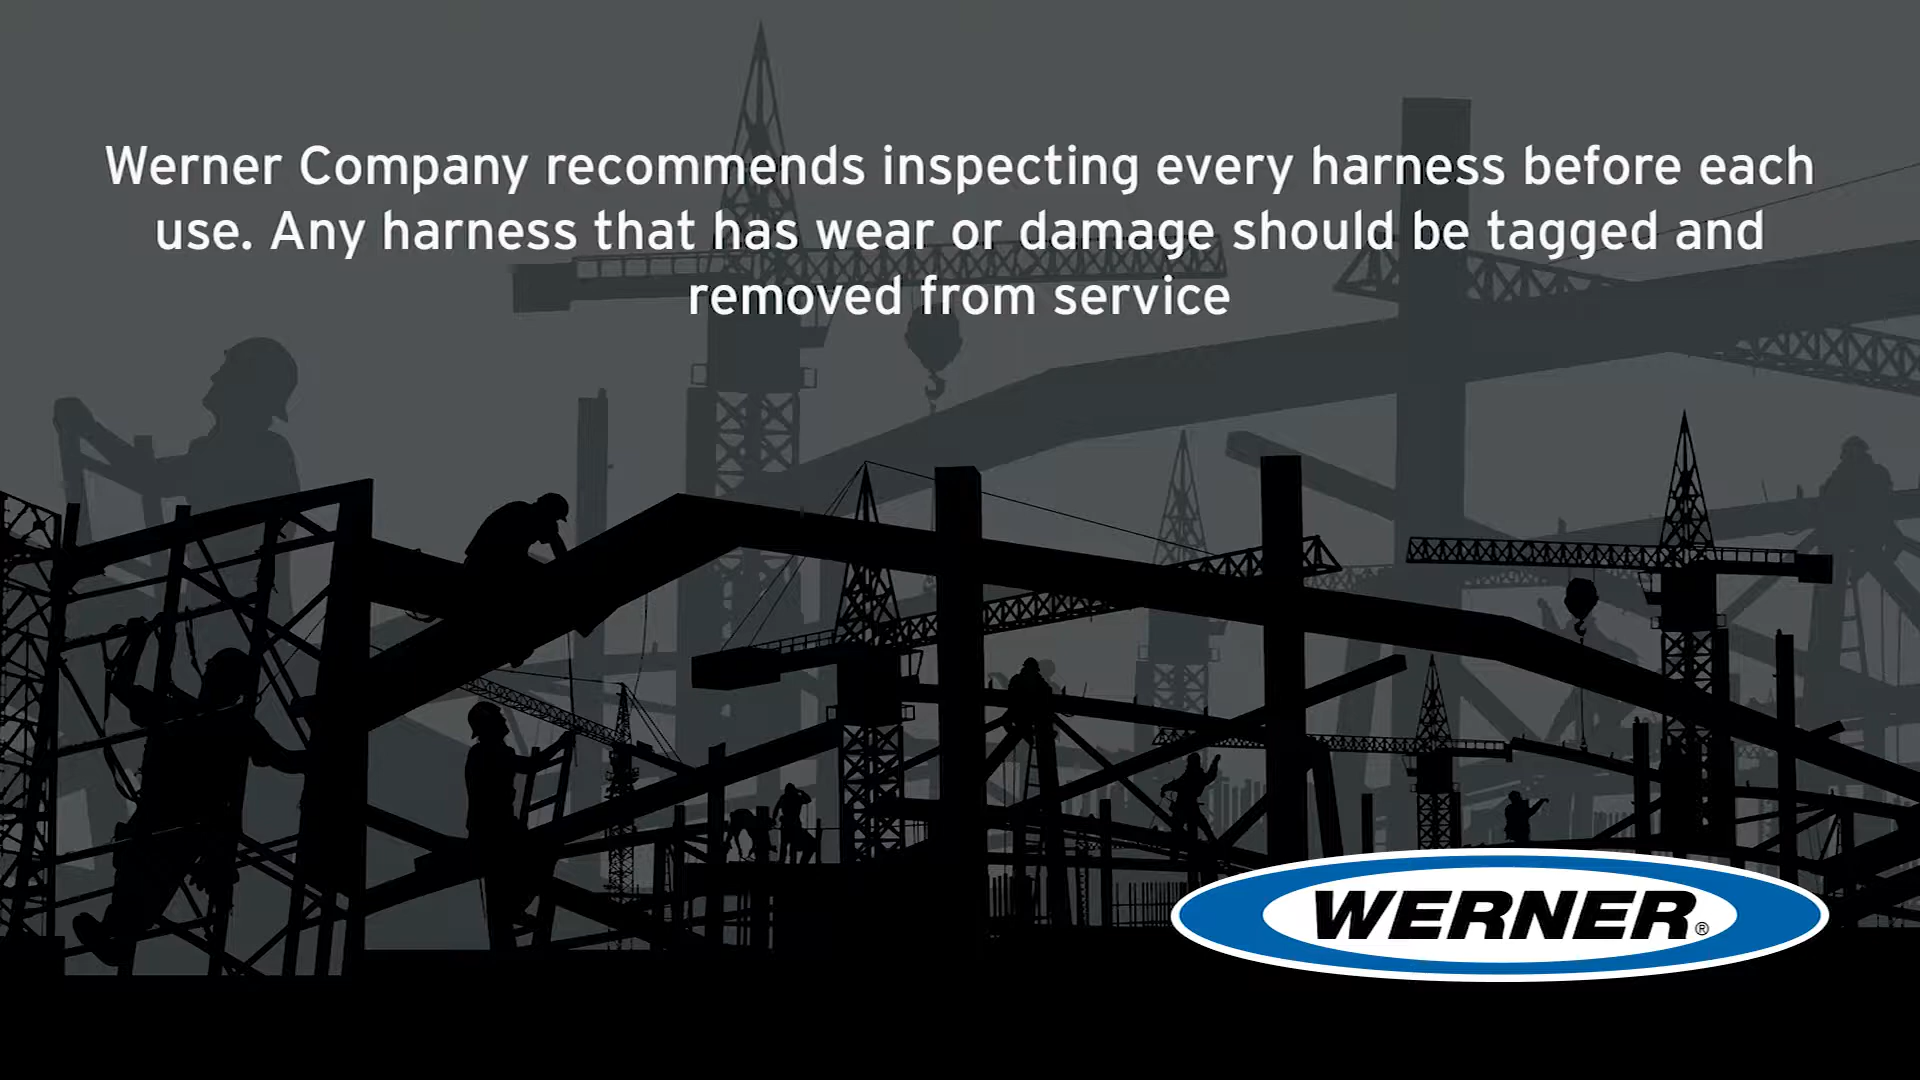 Werner Company recommends inspecting every harness before each
use. Any harness that has wear or damage should be tagged and
removed from service
WERNER®